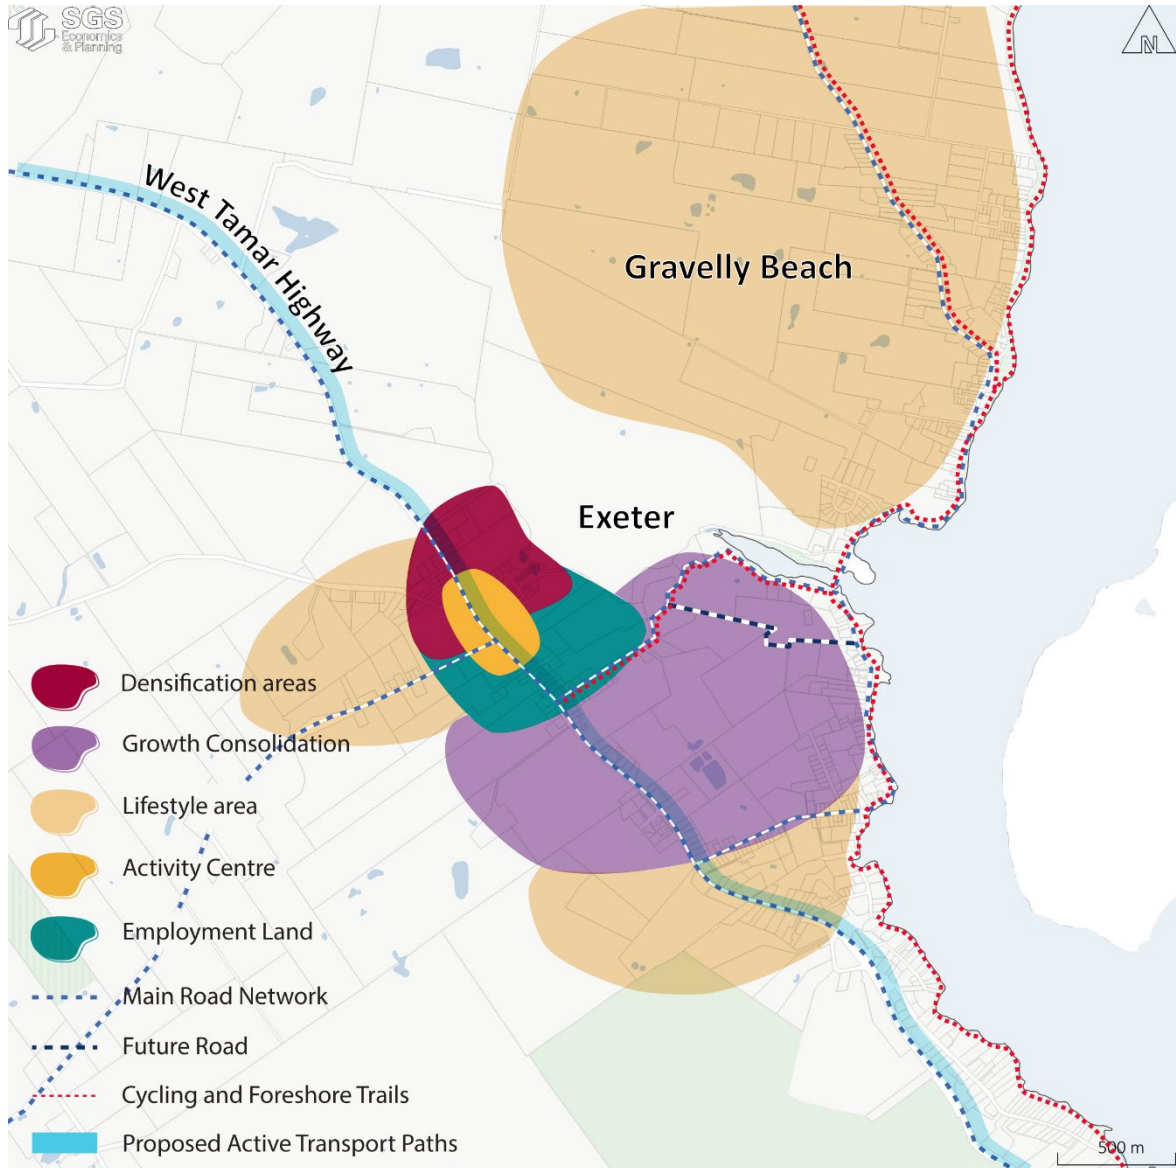 SGS
Economics
& Planning
N
West Tamar Highway
Gravelly Beach
Exeter
Densification areas
Growth Consolidation
Lifestyle area
Activity Centre
Employment Land
Main Road Network
Future Road
Cycling and Foreshore Trails
Proposed Active Transport Paths
500 m